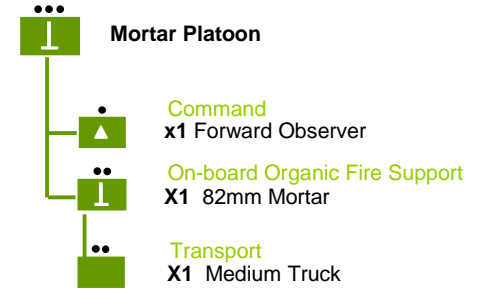 Mortar Platoon
Command
x1 Forward Observer
On-board Organic Fire Support
X1 82mm Mortar
Transport
X1 Medium Truck